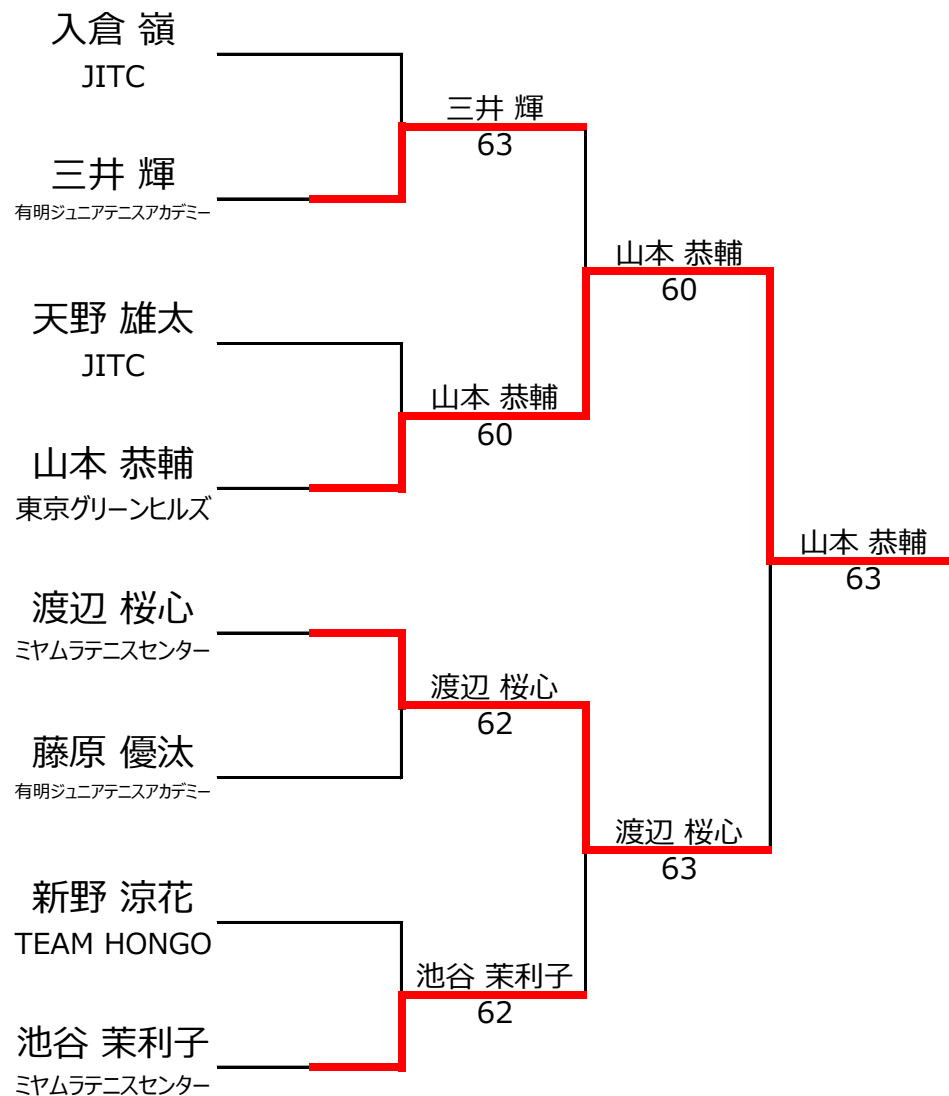 入倉 嶺
JITC
三井 輝
63
三井 輝
有明ジュニアテニスアカデミー
山本 恭輔
60
天野 雄太
JITC
山本 恭輔
60
山本 恭輔
東京グリーンヒルズ
山本 恭輔
63
渡辺 桜心
ミヤムラテニスセンター
渡辺 桜心
62
藤原 優汰
有明ジュニアテニスアカデミー
渡辺 桜心
63
新野 涼花
TEAM HONGO
池谷 茉利子
62
池谷 茉利子
ミヤムラテニスセンター